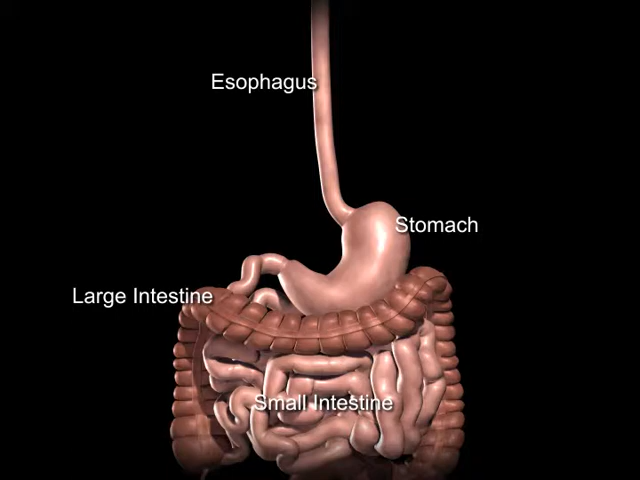 Esophagus
Stomach
Large Intestine
Small Intestine